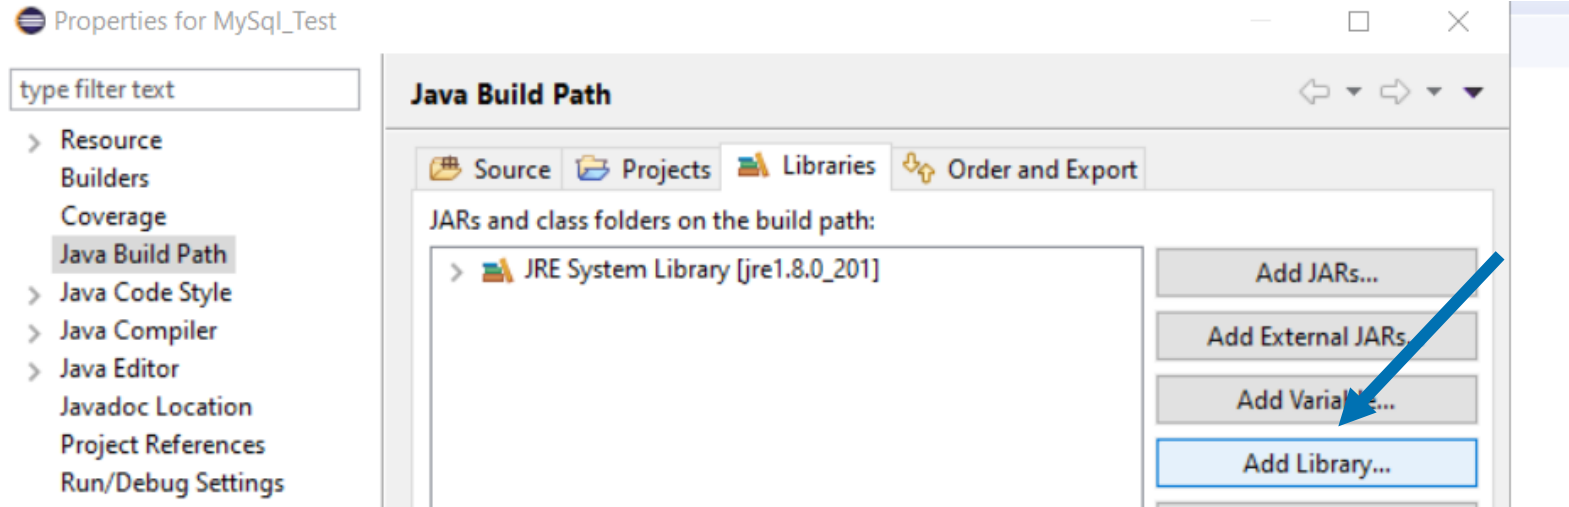 Properties for MySql_Test
type filter text
Resource
Builders
Coverage
Java Build Path
Java Code Style
Java Compiler
Java Editor
Javadoc Location
Project References
Run/Debug Settings
Java Build Path
Source Projects Libraries Order and Export
JARs and class folders on the build path:
JRE System Library [jre1.8.0_201]
Add JARs...
Add External JARs...
Add Variable...
Add Library...